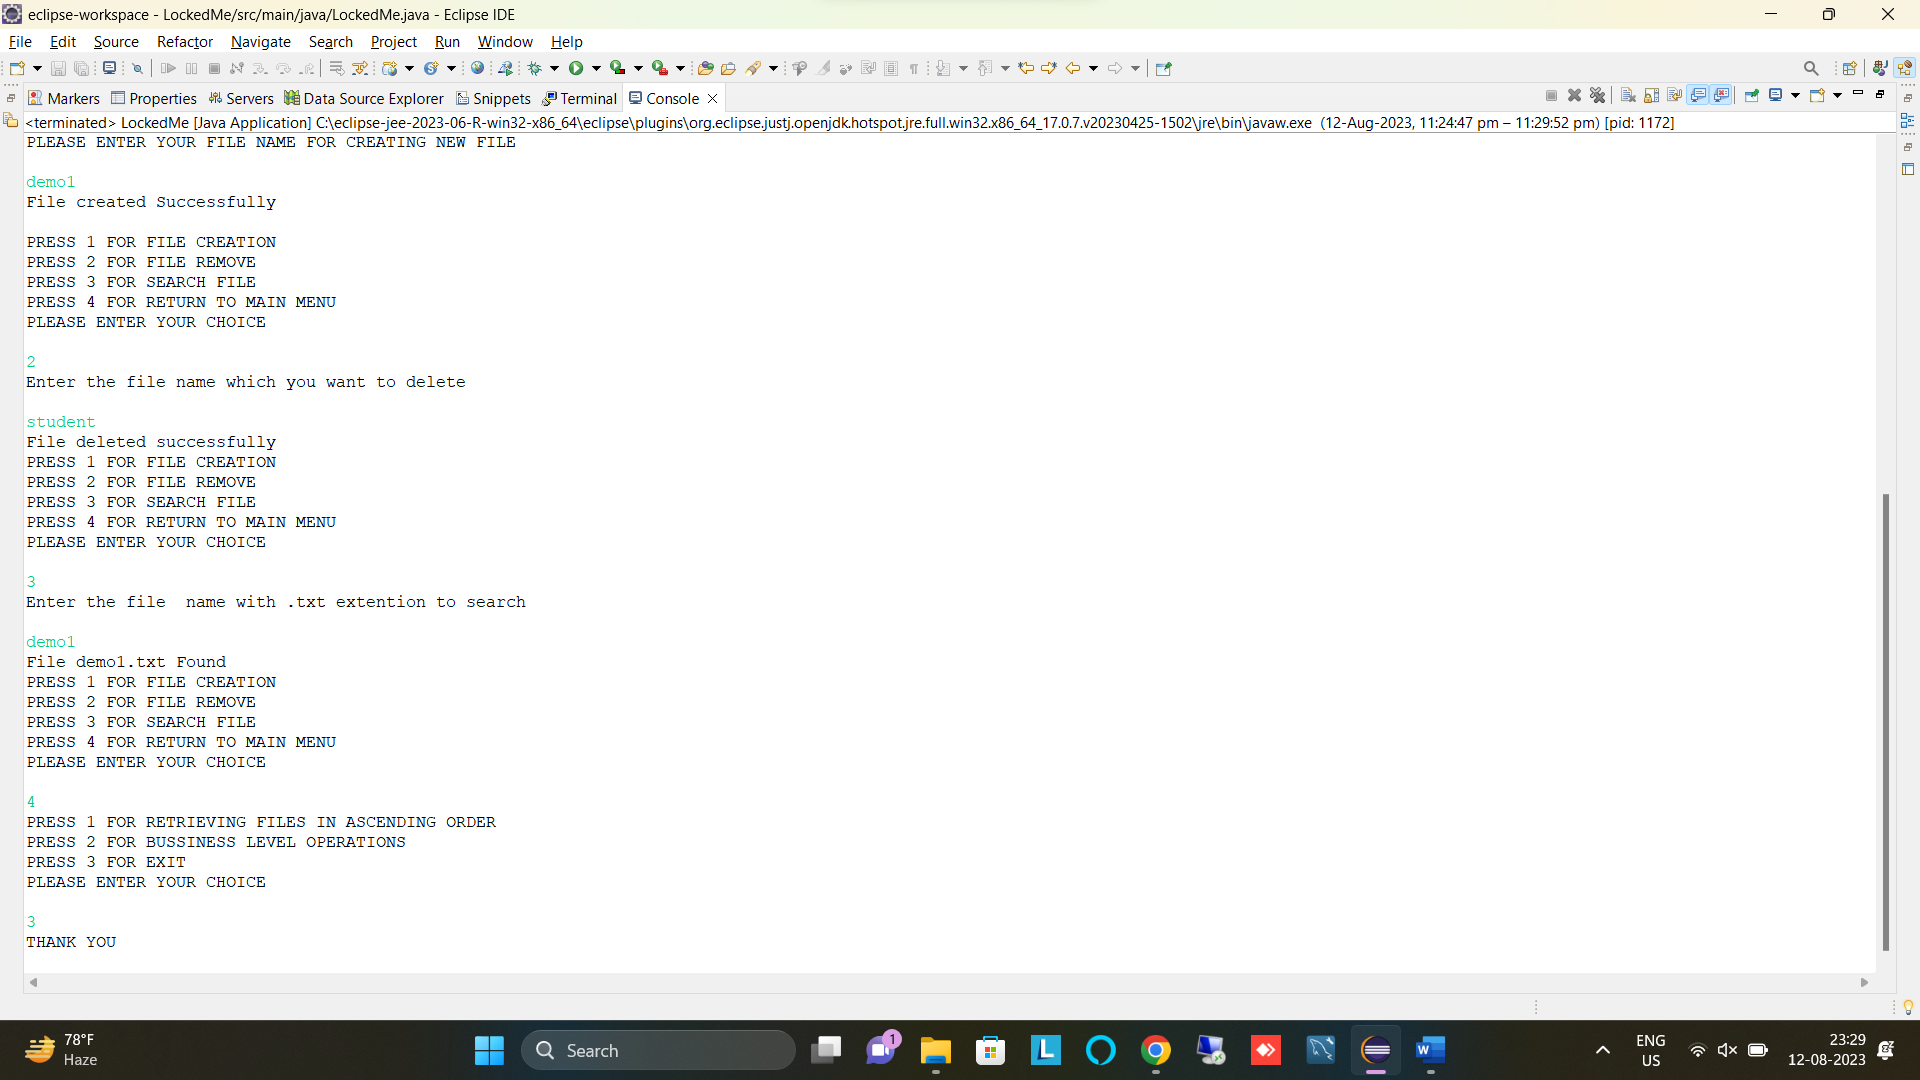 eclipse-workspace - LockedMe/src/main/java/LockedMe.java - Eclipse IDE
File Edit Source Refactor Navigate Search Project Run Window Help
Markers Properties Servers Data Source Explorer Snippets Terminal Console
<terminated> LockedMe [Java Application] C:\eclipse-jee-2023-06-R-win32-x86_64\eclipse\plugins\org.eclipse.justj.openjdk.hotspot.jre.full.win32.x86_64_17.0.7.v20230425-1502\jre\bin\javaw.exe (12-Aug-2023, 11:24:47 pm – 11:29:52 pm) [pid: 1172]
PLEASE ENTER YOUR FILE NAME FOR CREATING NEW FILE
demo1
File created Successfully
PRESS 1 FOR FILE CREATION
PRESS 2 FOR FILE REMOVE
PRESS 3 FOR SEARCH FILE
PRESS 4 FOR RETURN TO MAIN MENU
PLEASE ENTER YOUR CHOICE
2
Enter the file name which you want to delete
student
File deleted successfully
PRESS 1 FOR FILE CREATION
PRESS 2 FOR FILE REMOVE
PRESS 3 FOR SEARCH FILE
PRESS 4 FOR RETURN TO MAIN MENU
PLEASE ENTER YOUR CHOICE
3
Enter the file  name with .txt extention to search
demo1
File demo1.txt Found
PRESS 1 FOR FILE CREATION
PRESS 2 FOR FILE REMOVE
PRESS 3 FOR SEARCH FILE
PRESS 4 FOR RETURN TO MAIN MENU
PLEASE ENTER YOUR CHOICE
4
PRESS 1 FOR RETRIEVING FILES IN ASCENDING ORDER
PRESS 2 FOR BUSSINESS LEVEL OPERATIONS
PRESS 3 FOR EXIT
PLEASE ENTER YOUR CHOICE
3
THANK YOU
78°F
Haze
Search
1
L
W
ENG
US
23:29
12-08-2023